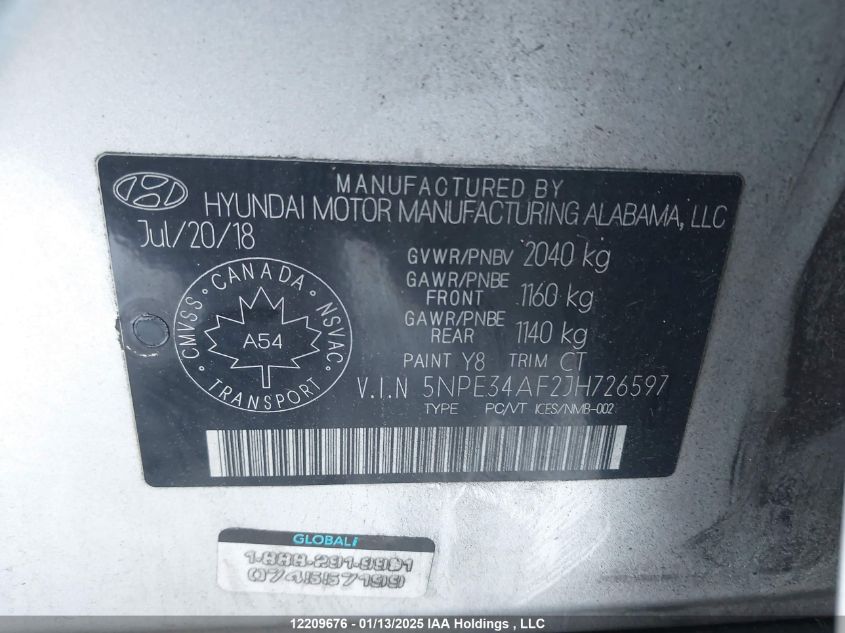 MANUFACTURED BY
HYUNDAI MOTOR MANUFACTURING ALABAMA, LLC
Jul/20/18
GVWR/PNBV 2040 kg
GAWR/PNBE FRONT 1160 kg
GAWR/PNBE REAR 1140 kg
CANADA
CMVSS
NSVAC
A54
TRANSPORT
PAINT Y8 TRIM CT
V.I.N 5NPE34AF2JH726597
TYPE PC/VT ICES/NMB-002
GLOBALi
12209676 - 01/13/2025 IAA Holdings , LLC